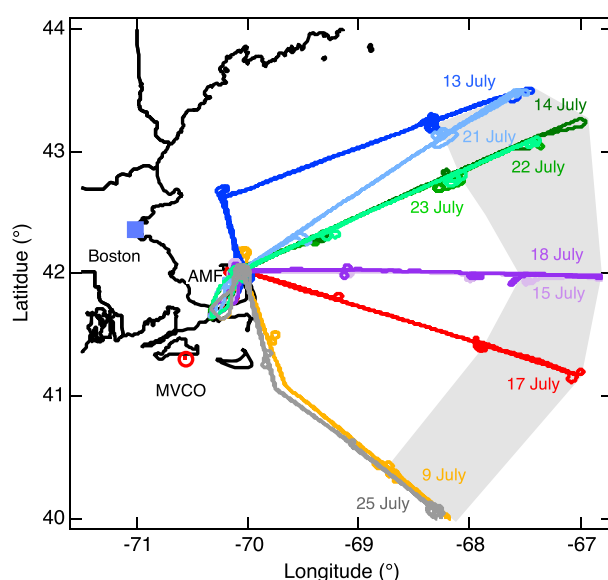 44
13 July
14 July
43
21 July
22 July
23 July
Boston
AMF
18 July
42
15 July
Latitdue (°)
17 July
41
MVCO
9 July
25 July
40
-71
-70
-69
-68
-67
Longitude (°)